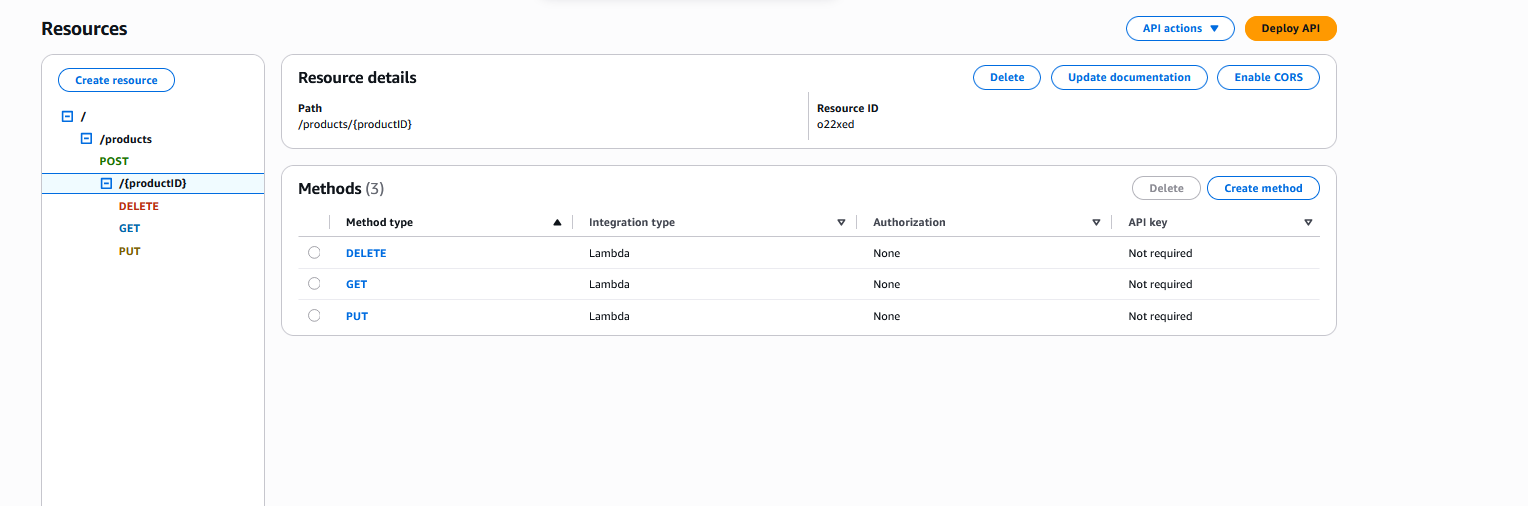 Resources
API actions
Deploy API
Create resource
/
/products
POST
/{productID}
DELETE
GET
PUT
Resource details
Delete
Update documentation
Enable CORS
Path
/products/{productID}
Resource ID
o22xed
Methods (3)
Delete
Create method
Method type Integration type Authorization API key
DELETE Lambda None Not required
GET Lambda None Not required
PUT Lambda None Not required